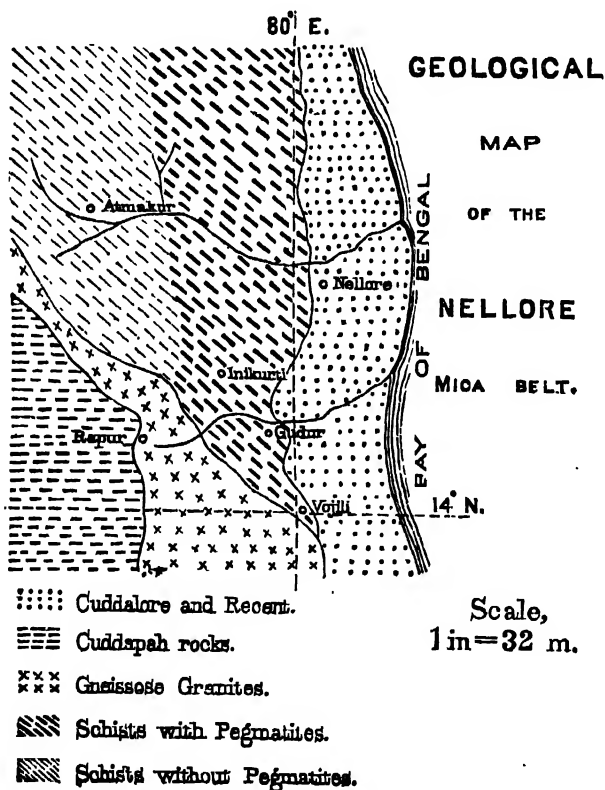 80° E.
GEOLOGICAL
MAP
OF THE
NELLORE
MICA BELT.
BAY OF BENGAL
Atmakur
Nellore
Inikurti
Rapur
Gudur
Vojili
14° N.
Cuddalore and Recent.
Cuddapah rocks.
Gneissose Granites.
Schists with Pegmatites.
Schists without Pegmatites.
Scale,
1 in=32 m.